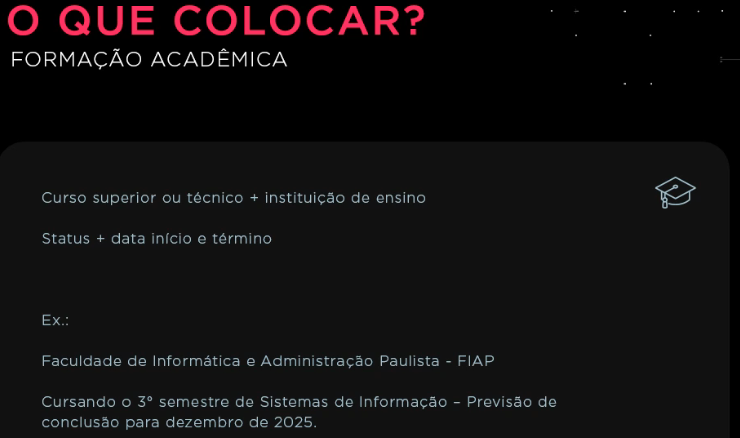 O QUE COLOCAR?
FORMAÇÃO ACADÊMICA
Curso superior ou técnico + instituição de ensino
Status + data início e término
Ex.:
Faculdade de Informática e Administração Paulista - FIAP
Cursando o 3º semestre de Sistemas de Informação – Previsão de
conclusão para dezembro de 2025.